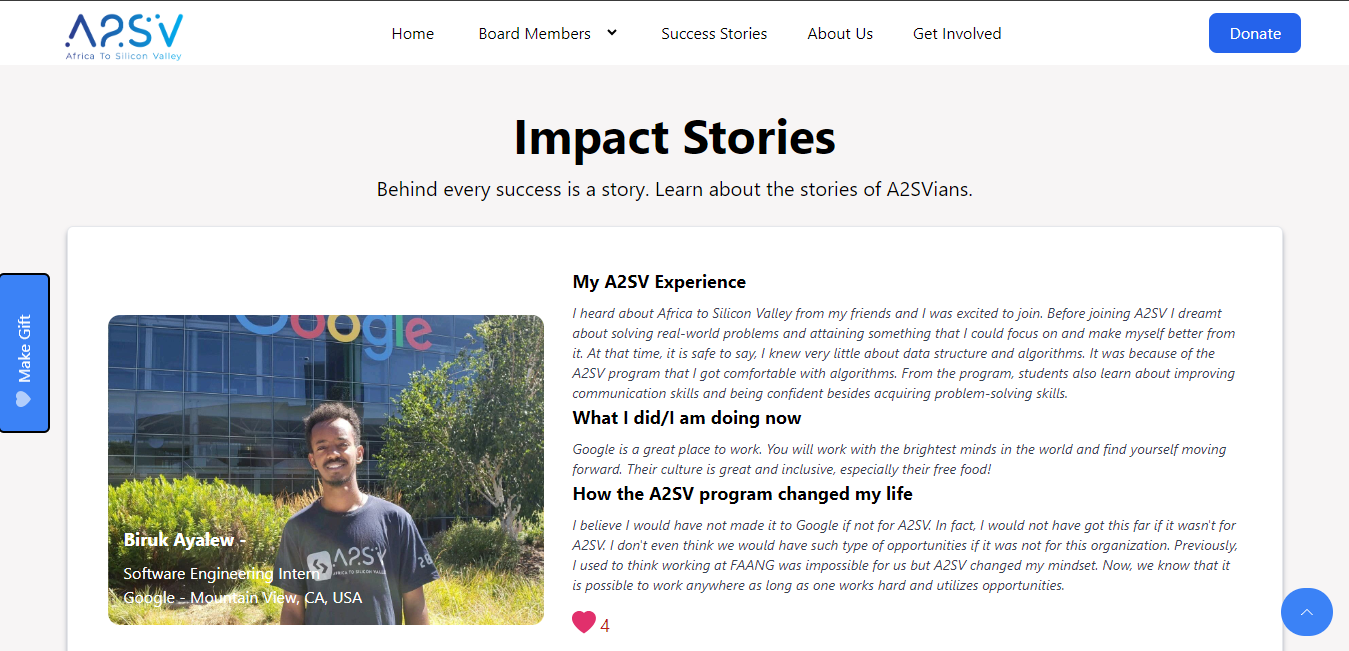 A2SV
Africa To Silicon Valley
Home
Board Members
Success Stories
About Us
Get Involved
Donate
Impact Stories
Behind every success is a story. Learn about the stories of A2SVians.
Make Gift
Google
A2SV
AFRICA TO SILICON VALLEY
28
Biruk Ayalew -
Software Engineering Intern
Google - Mountain View, CA, USA
My A2SV Experience
I heard about Africa to Silicon Valley from my friends and I was excited to join. Before joining A2SV I dreamt
about solving real-world problems and attaining something that I could focus on and make myself better from
it. At that time, it is safe to say, I knew very little about data structure and algorithms. It was because of the
A2SV program that I got comfortable with algorithms. From the program, students also learn about improving
communication skills and being confident besides acquiring problem-solving skills.
What I did/I am doing now
Google is a great place to work. You will work with the brightest minds in the world and find yourself moving
forward. Their culture is great and inclusive, especially their free food!
How the A2SV program changed my life
I believe I would have not made it to Google if not for A2SV. In fact, I would not have got this far if it wasn't for
A2SV. I don't even think we would have such type of opportunities if it was not for this organization. Previously,
I used to think working at FAANG was impossible for us but A2SV changed my mindset. Now, we know that it
is possible to work anywhere as long as one works hard and utilizes opportunities.
4